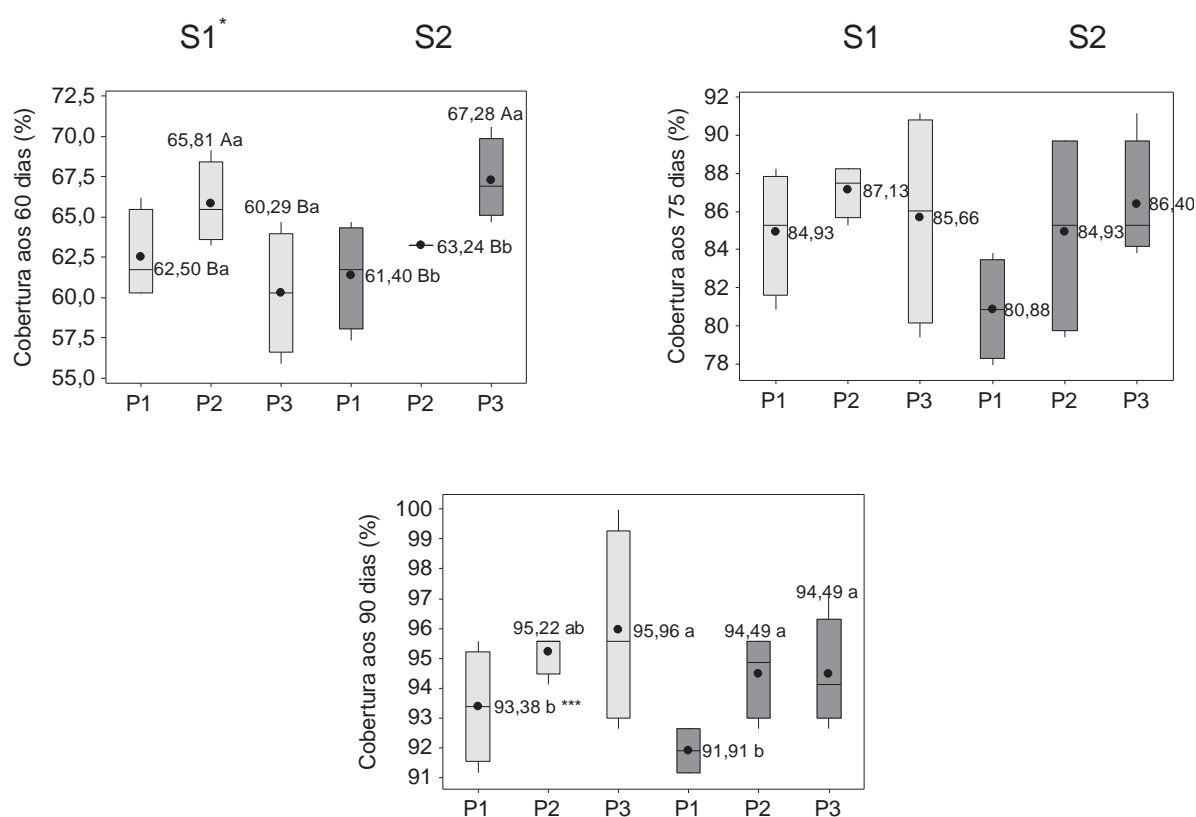 S1* S2
Cobertura aos 60 dias (%)
72,5
70,0
67,5
65,0
62,5
60,0
57,5
55,0
62,50 Ba
65,81 Aa
60,29 Ba
61,40 Bb
63,24 Bb
67,28 Aa
P1 P2 P3 P1 P2 P3
S1 S2
Cobertura aos 75 dias (%)
92
90
88
86
84
82
80
78
84,93
87,13
85,66
80,88
84,93
86,40
P1 P2 P3 P1 P2 P3
Cobertura aos 90 dias (%)
100
99
98
97
96
95
94
93
92
91
93,38 b ***
95,22 ab
95,96 a
91,91 b
94,49 a
94,49 a
P1 P2 P3 P1 P2 P3